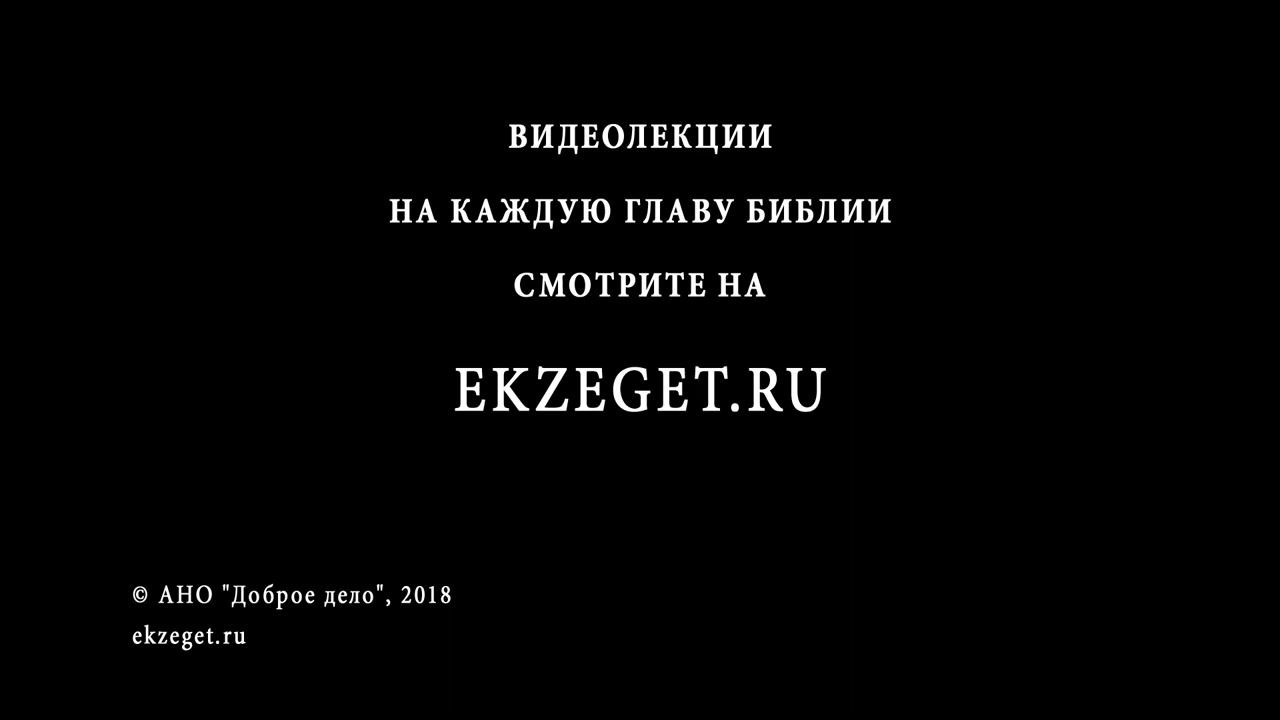 ВИДЕОЛЕКЦИИ
НА КАЖДУЮ ГЛАВУ БИБЛИИ
СМОТРИТЕ НА
EKZEGET.RU
© АНО "Доброе дело", 2018
ekzeget.ru